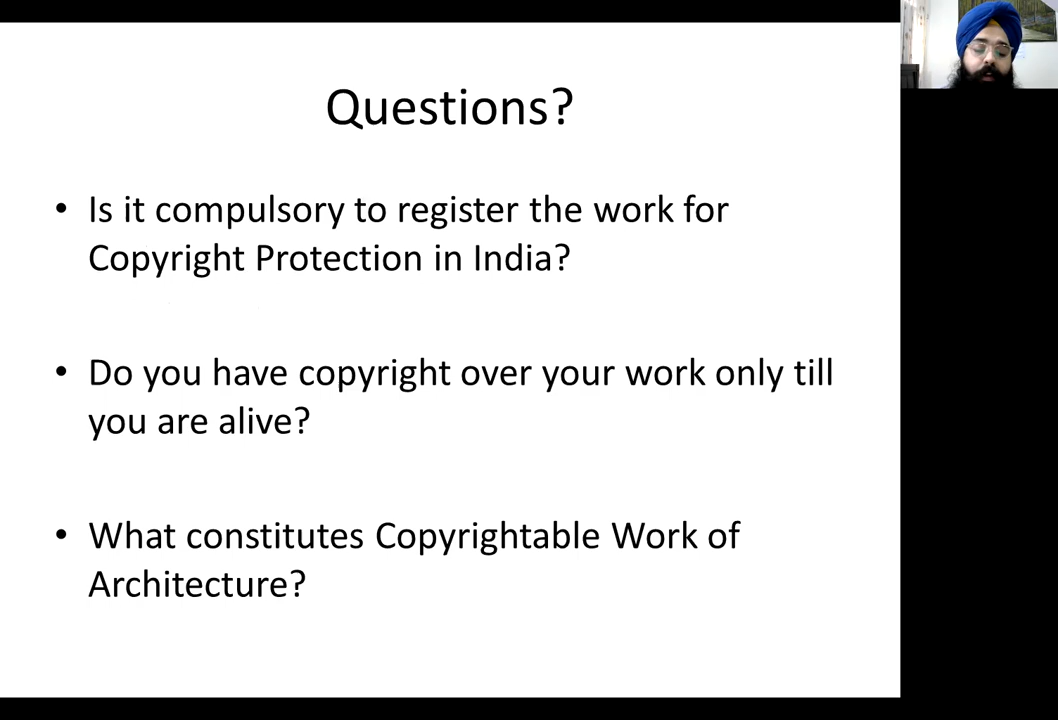 Questions?
• Is it compulsory to register the work for
Copyright Protection in India?
• Do you have copyright over your work only till
you are alive?
• What constitutes Copyrightable Work of
Architecture?